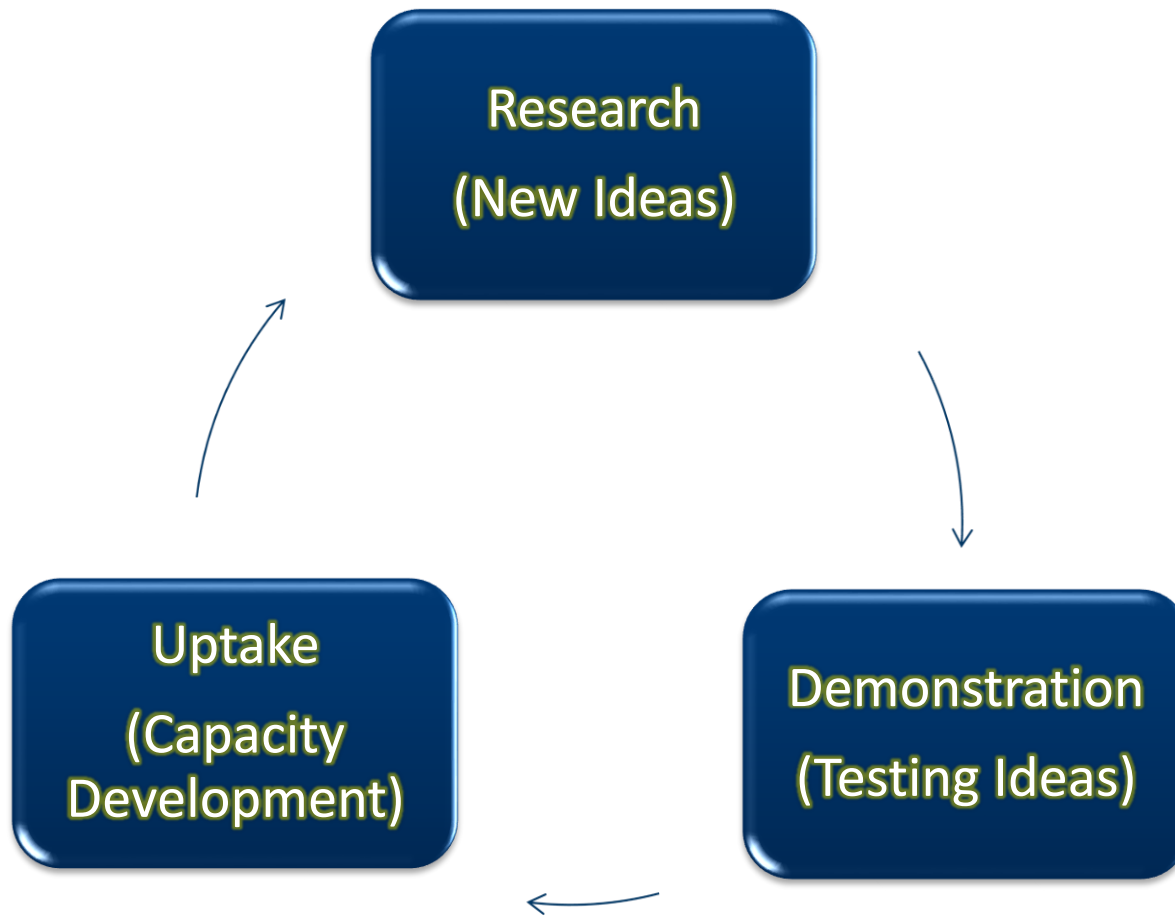 Research
(New Ideas)
Demonstration
(Testing Ideas)
Uptake
(Capacity
Development)